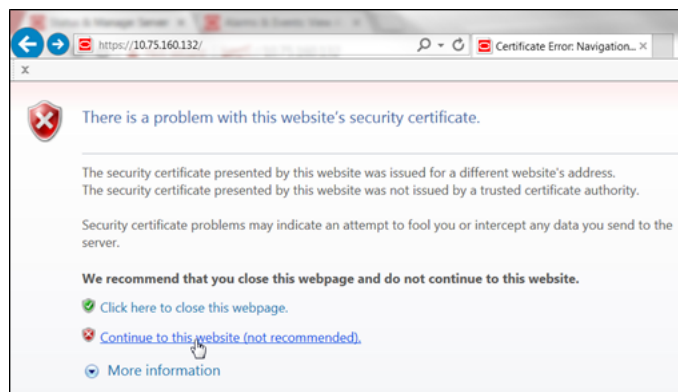 Status & Manage Server
Alarms & Events: View
https://10.75.160.132/
Certificate Error: Navigation...
x
There is a problem with this website's security certificate.
The security certificate presented by this website was issued for a different website's address.
The security certificate presented by this website was not issued by a trusted certificate authority.
Security certificate problems may indicate an attempt to fool you or intercept any data you send to the
server.
We recommend that you close this webpage and do not continue to this website.
Click here to close this webpage.
Continue to this website (not recommended).
More information